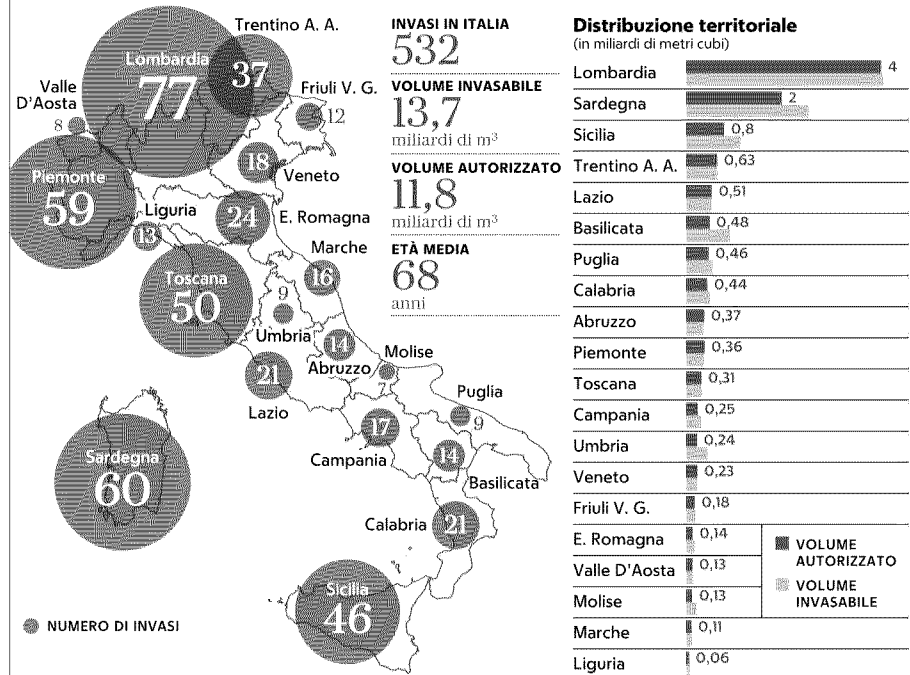 Trentino A. A.
37
Lombardia
77
Valle
D'Aosta
8
Friuli V. G.
12
18
Veneto
Piemonte
59
Liguria
13
24
E. Romagna
Marche
16
Toscana
50
9
Umbria
14
Abruzzo
Molise
7
21
Lazio
Puglia
9
17
Campania
14
Basilicata
Sardegna
60
Calabria
21
Sicilia
46
NUMERO DI INVASI
INVASI IN ITALIA
532
VOLUME INVASABILE
13,7
miliardi di m³
VOLUME AUTORIZZATO
11,8
miliardi di m³
ETÀ MEDIA
68
anni
Distribuzione territoriale
(in miliardi di metri cubi)
Lombardia 4
Sardegna 2
Sicilia 0,8
Trentino A. A. 0,63
Lazio 0,51
Basilicata 0,48
Puglia 0,46
Calabria 0,44
Abruzzo 0,37
Piemonte 0,36
Toscana 0,31
Campania 0,25
Umbria 0,24
Veneto 0,23
Friuli V. G. 0,18
E. Romagna 0,14
Valle D'Aosta 0,13
Molise 0,13
Marche 0,11
Liguria 0,06
VOLUME
AUTORIZZATO
VOLUME
INVASABILE